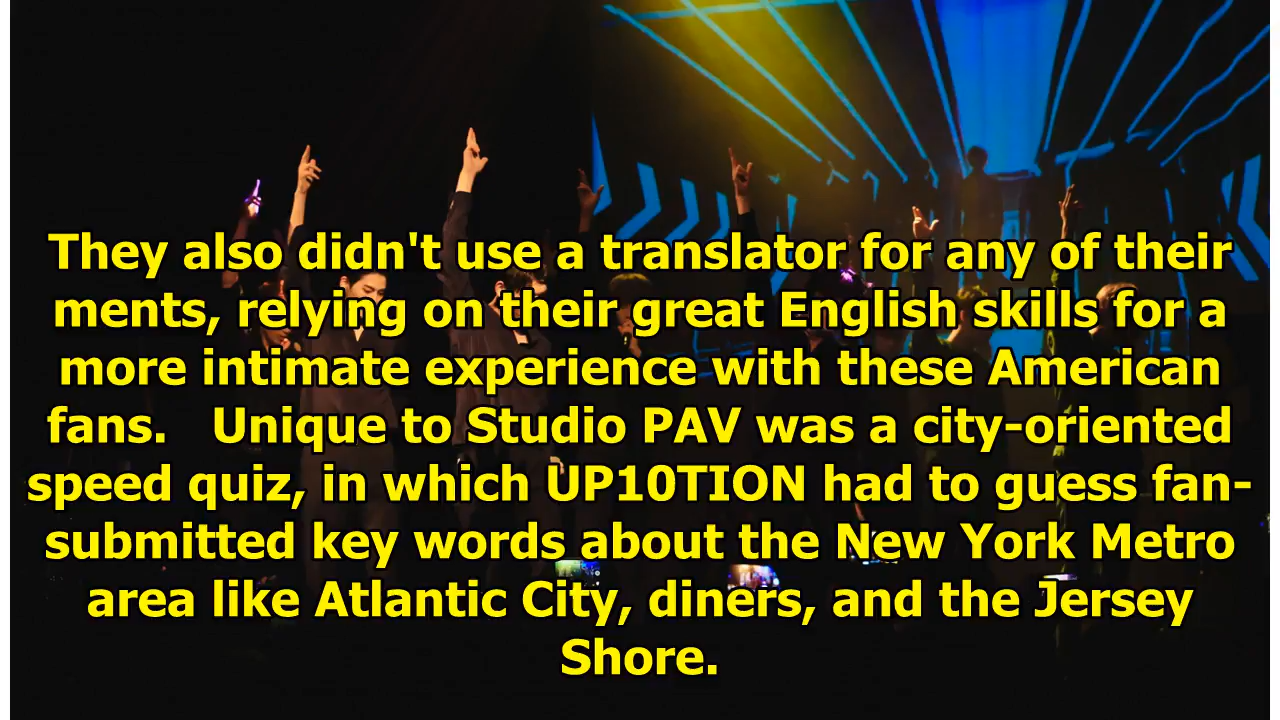 They also didn't use a translator for any of their
ments, relying on their great English skills for a
more intimate experience with these American
fans.   Unique to Studio PAV was a city-oriented
speed quiz, in which UP10TION had to guess fan-
submitted key words about the New York Metro
area like Atlantic City, diners, and the Jersey
Shore.